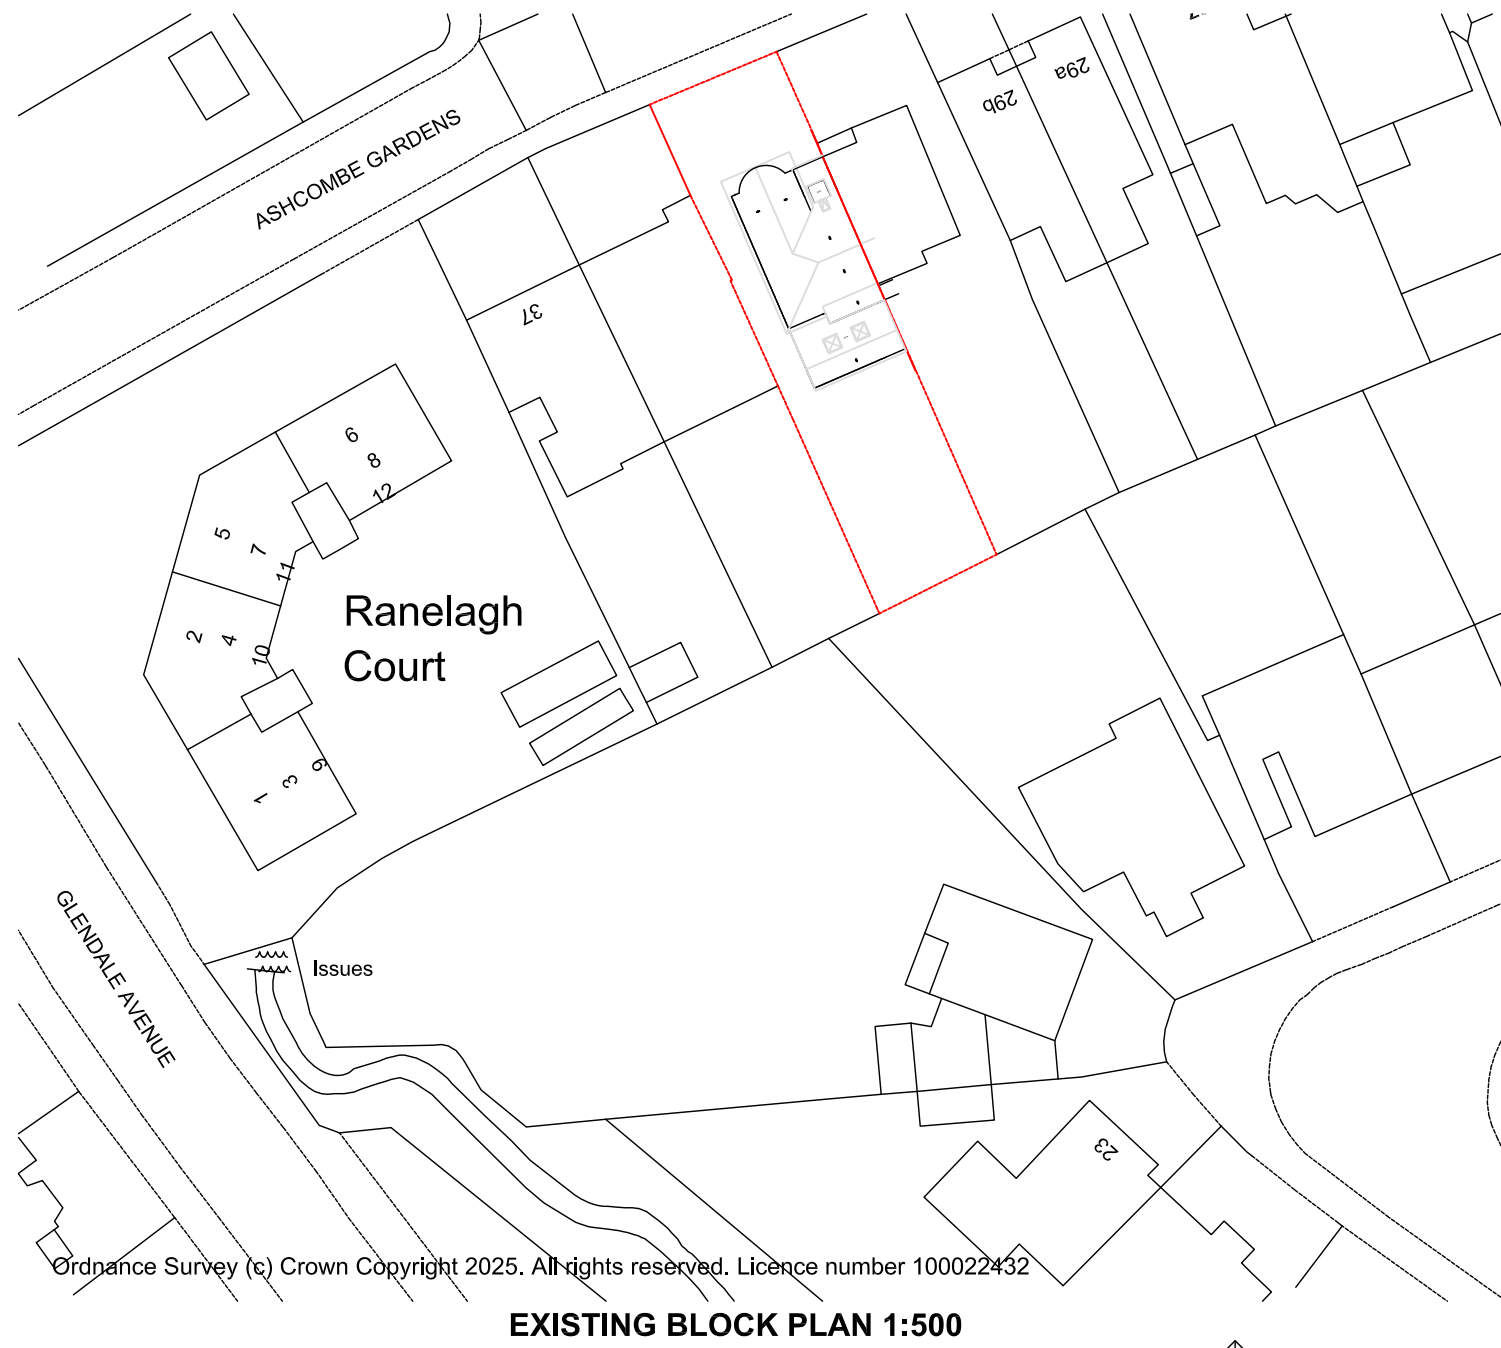 ASHCOMBE GARDENS
29a
29b
37
6
8
12
5
7
11
2
4
10
1
3
9
Ranelagh
Court
GLENDALE AVENUE
Issues
23
Ordnance Survey (c) Crown Copyright 2025. All rights reserved. Licence number 100022432
EXISTING BLOCK PLAN 1:500